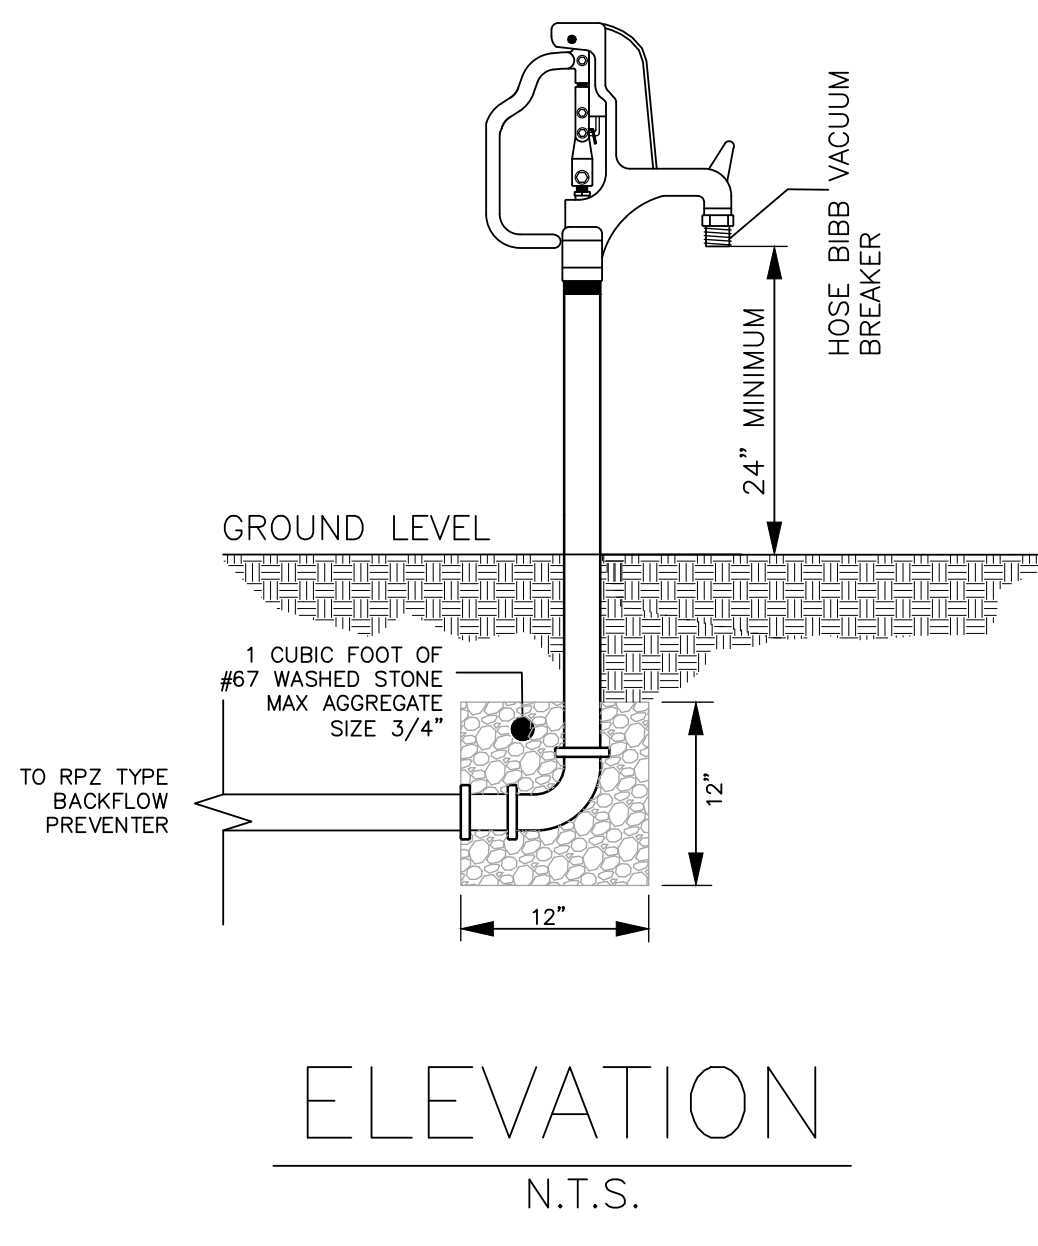 HOSE BIBB VACUUM
BREAKER
24” MINIMUM
GROUND LEVEL
1 CUBIC FOOT OF
#67 WASHED STONE
MAX AGGREGATE
SIZE 3/4”
TO RPZ TYPE
BACKFLOW
PREVENTER
12”
12”
ELEVATION
N.T.S.